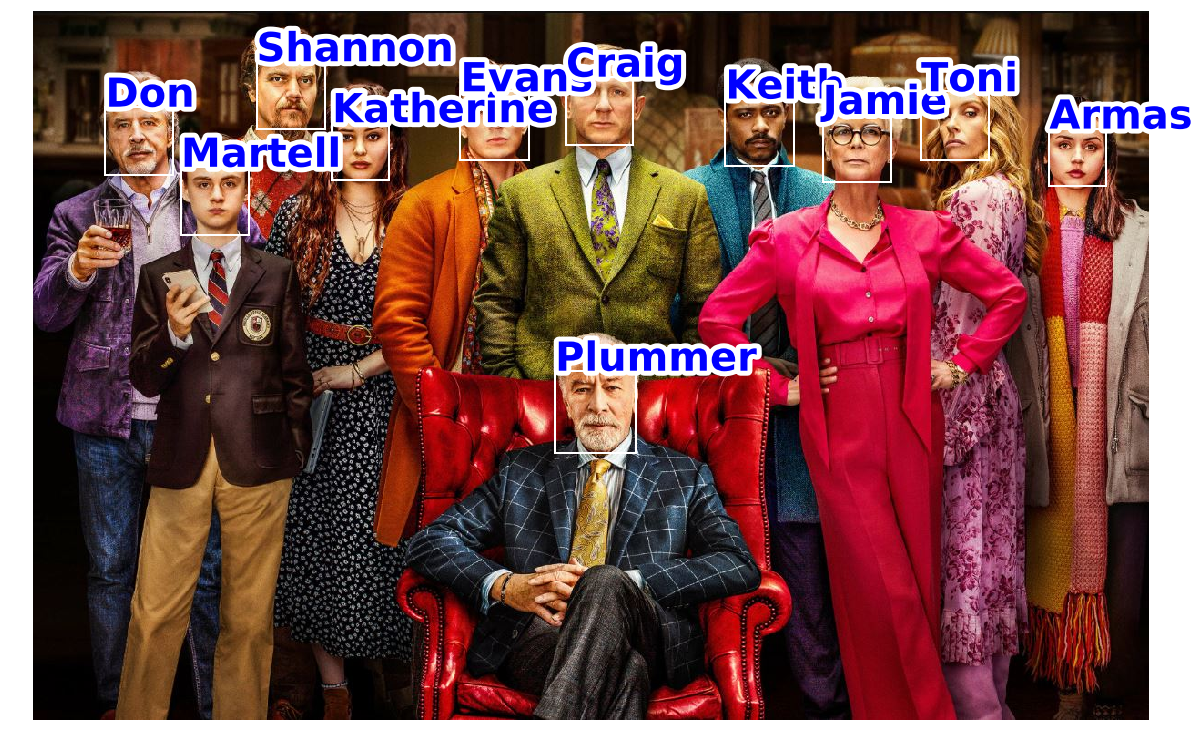 Shannon
Evans
Craig
Don
Katherine
Keith
Jamie
Toni
Armas
Martell
Plummer